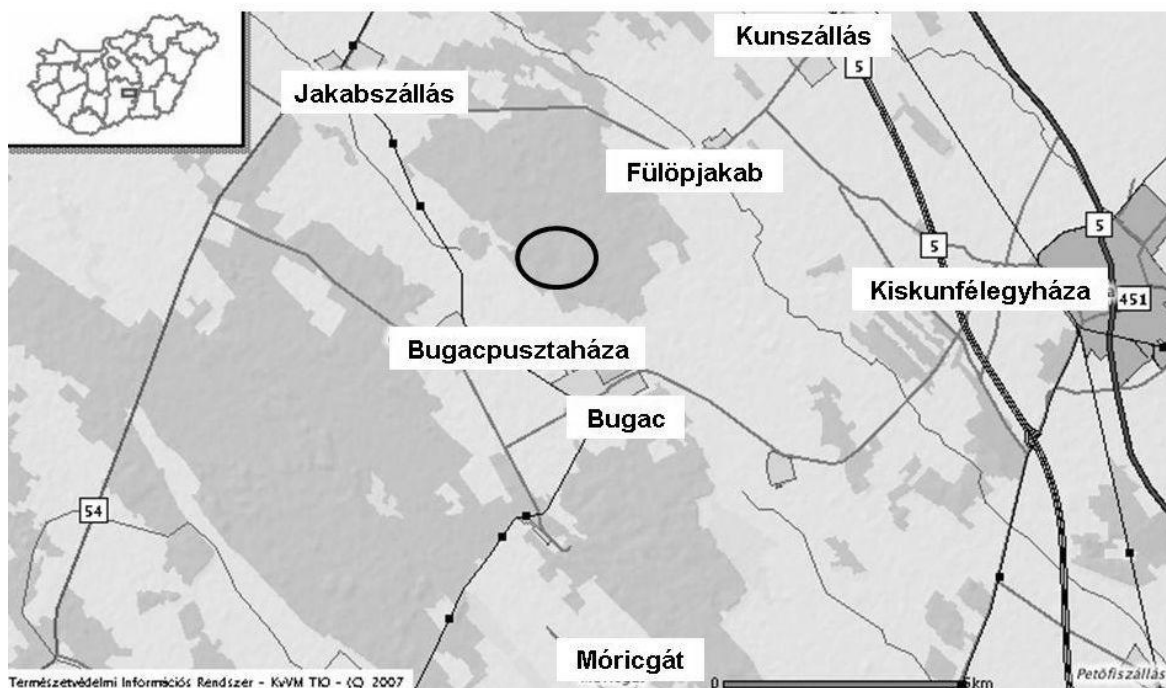 Kunszállás
5
Jakabszállás
Fülöpjakab
5
5
Kiskunfélegyháza
451
Bugacpusztaháza
Bugac
54
Móricgát
Természetvédelmi Információs Rendszer - KvVM TIO - (C) 2007
0
5km
Petőfiszállás